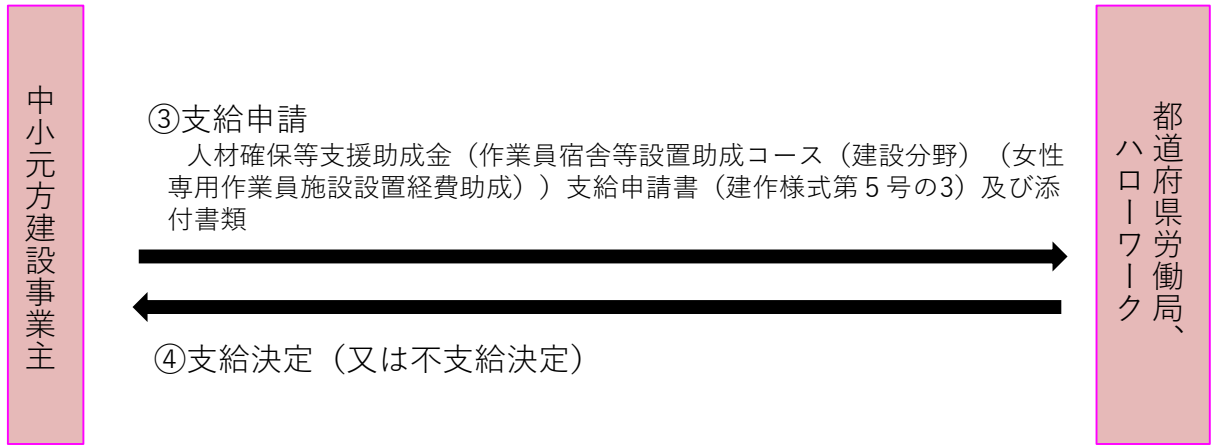 中小元方建設事業主
③支給申請
人材確保等支援助成金（作業員宿舎等設置助成コース（建設分野）（女性
専用作業員施設設置経費助成））支給申請書（建作様式第５号の3）及び添
付書類
④支給決定（又は不支給決定）
都道府県労働局、
ハローワーク